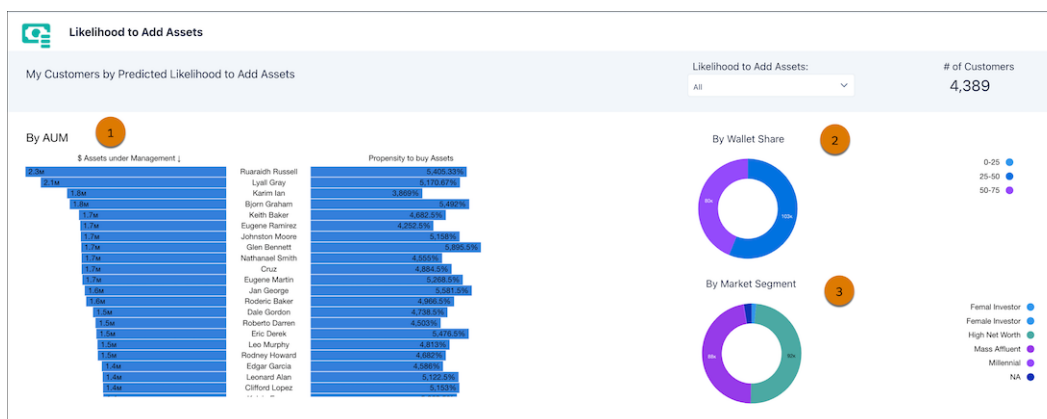 Likelihood to Add Assets
My Customers by Predicted Likelihood to Add Assets
Likelihood to Add Assets:
All
# of Customers
4,389
By AUM
1
$ Assets under Management ↓
Propensity to buy Assets
2.3M Ruaraidh Russell 5,405.33%
2.1M Lyall Gray 5,170.67%
1.8M Karim Ian 3,869%
1.8M Bjorn Graham 5,492%
1.7M Keith Baker 4,682.5%
1.7M Eugene Ramirez 4,252.5%
1.7M Johnston Moore 5,158%
1.7M Glen Bennett 5,895.5%
1.7M Nathanael Smith 4,555%
1.7M Cruz 4,884.5%
1.7M Eugene Martin 5,268.5%
1.6M Jan George 5,581.5%
1.6M Roderic Baker 4,966.5%
1.5M Dale Gordon 4,738.5%
1.5M Roberto Darren 4,503%
1.5M Eric Derek 5,476.5%
1.5M Leo Murphy 4,813%
1.5M Rodney Howard 4,682%
1.4M Edgar Garcia 4,586%
1.4M Leonard Alan 5,122.5%
1.4M Clifford Lopez 5,153%
By Wallet Share
2
0-25
25-50
50-75
By Market Segment
3
Femal Investor
Female Investor
High Net Worth
Mass Affluent
Millennial
NA